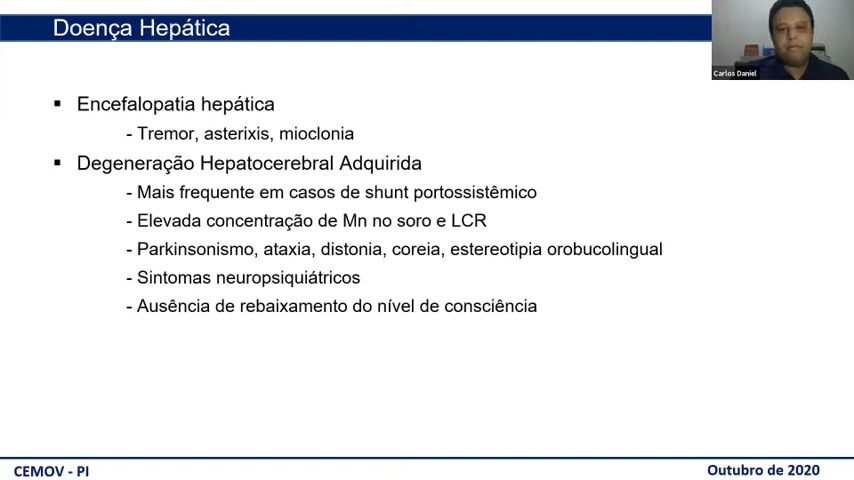 Doença Hepática
Carlos Daniel
▪ Encefalopatia hepática
- Tremor, asterixis, mioclonia
▪ Degeneração Hepatocerebral Adquirida
- Mais frequente em casos de shunt portossistêmico
- Elevada concentração de Mn no soro e LCR
- Parkinsonismo, ataxia, distonia, coreia, estereotipia orobucolingual
- Sintomas neuropsiquiátricos
- Ausência de rebaixamento do nível de consciência
CEMOV - PI
Outubro de 2020